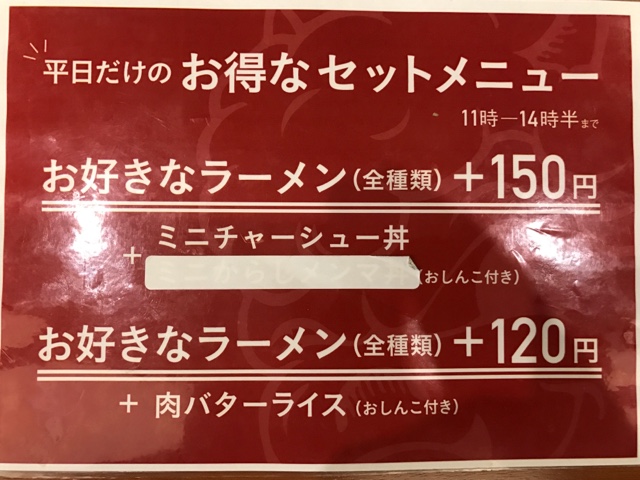 平日だけの お得なセットメニュー
11時―14時半まで
お好きなラーメン(全種類) +150円
+ ミニチャーシュー丼
(おしんこ付き)
お好きなラーメン(全種類) +120円
+ 肉バターライス (おしんこ付き)